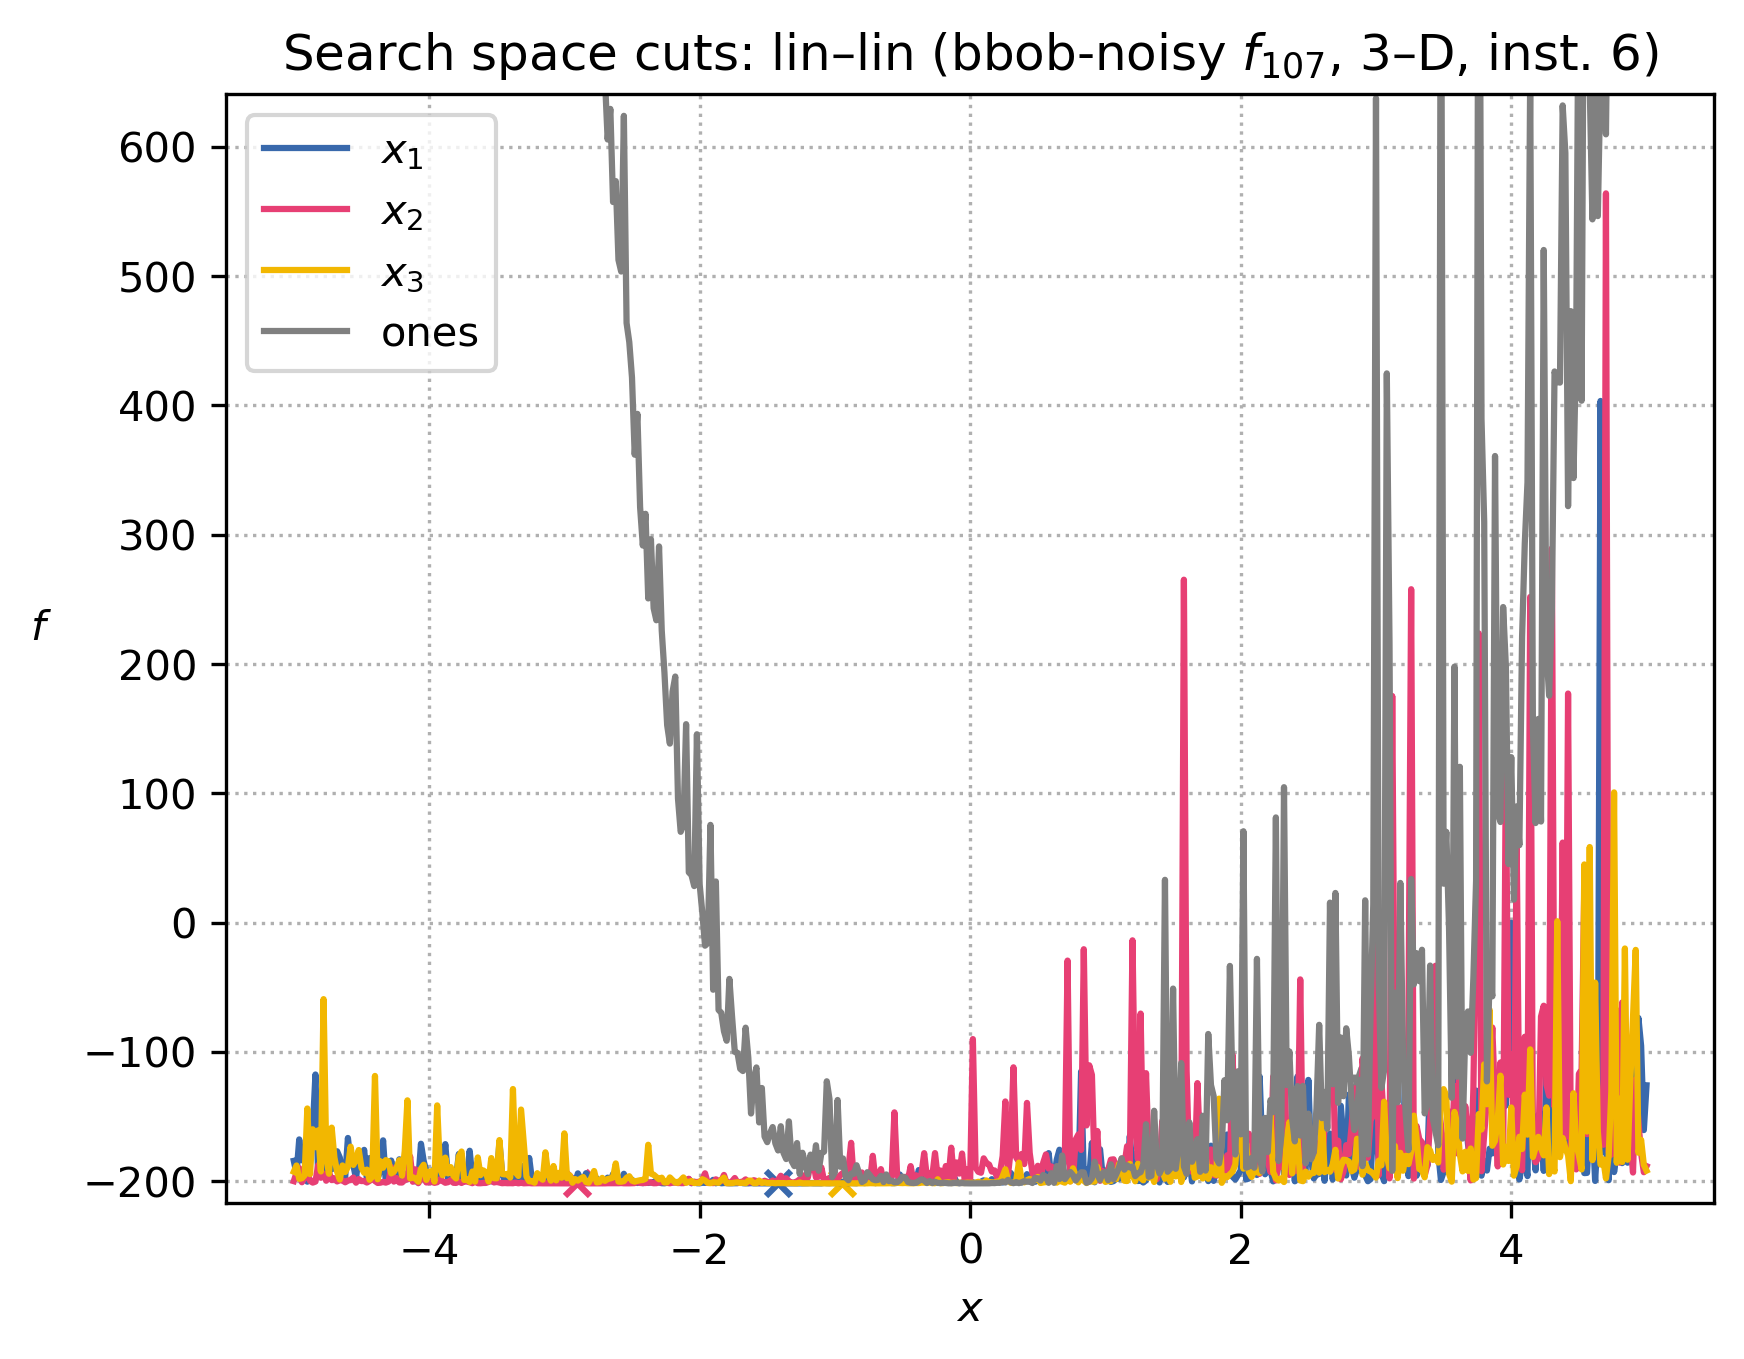 Search space cuts: lin–lin (bbob-noisy f107, 3–D, inst. 6)
x1
x2
x3
ones
600
500
400
300
200
100
0
−100
−200
f
−4 −2 0 2 4
x